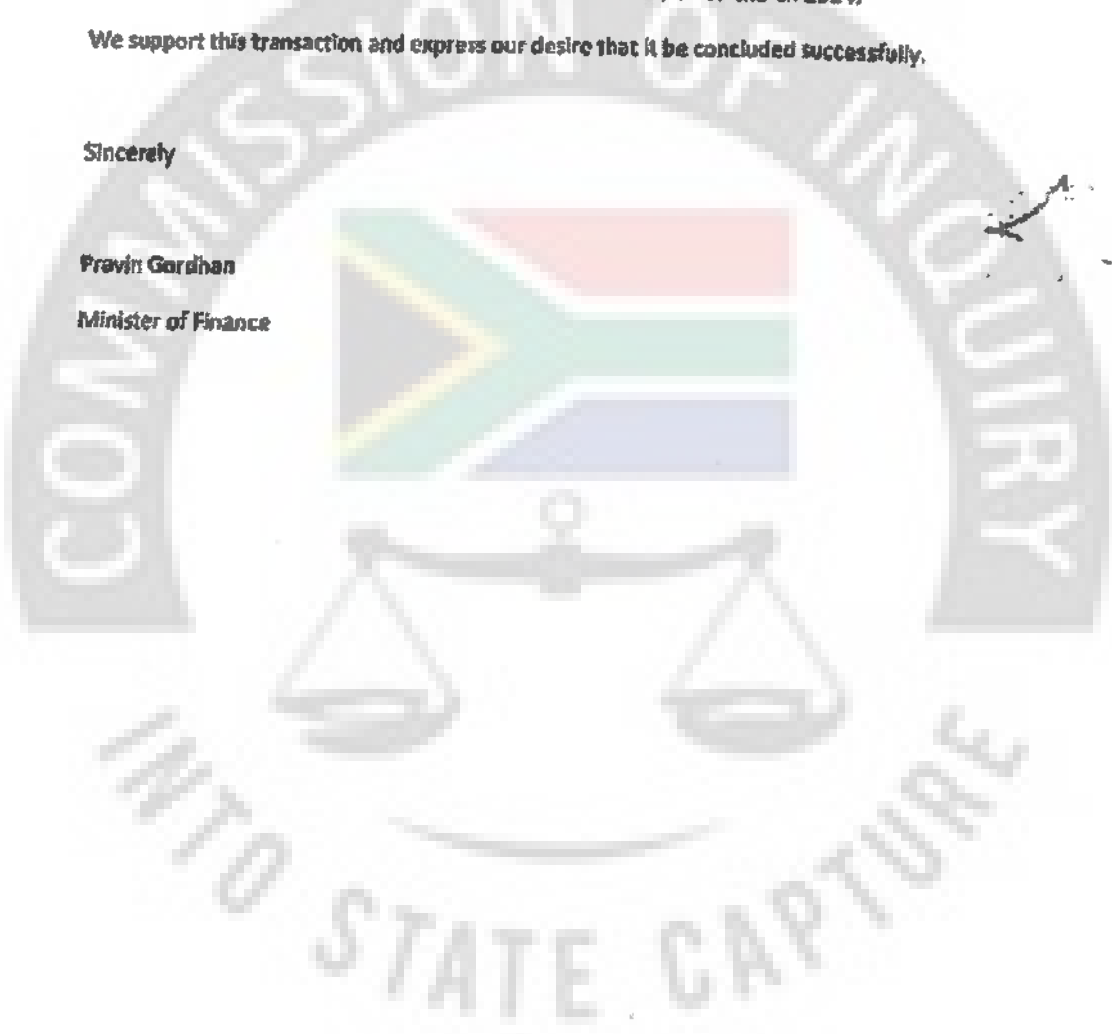 We support this transaction and express our desire that it be concluded successfully.
Sincerely
Pravin Gordhan
Minister of Finance
COMMISSION OF INQUIRY
INTO STATE CAPTURE